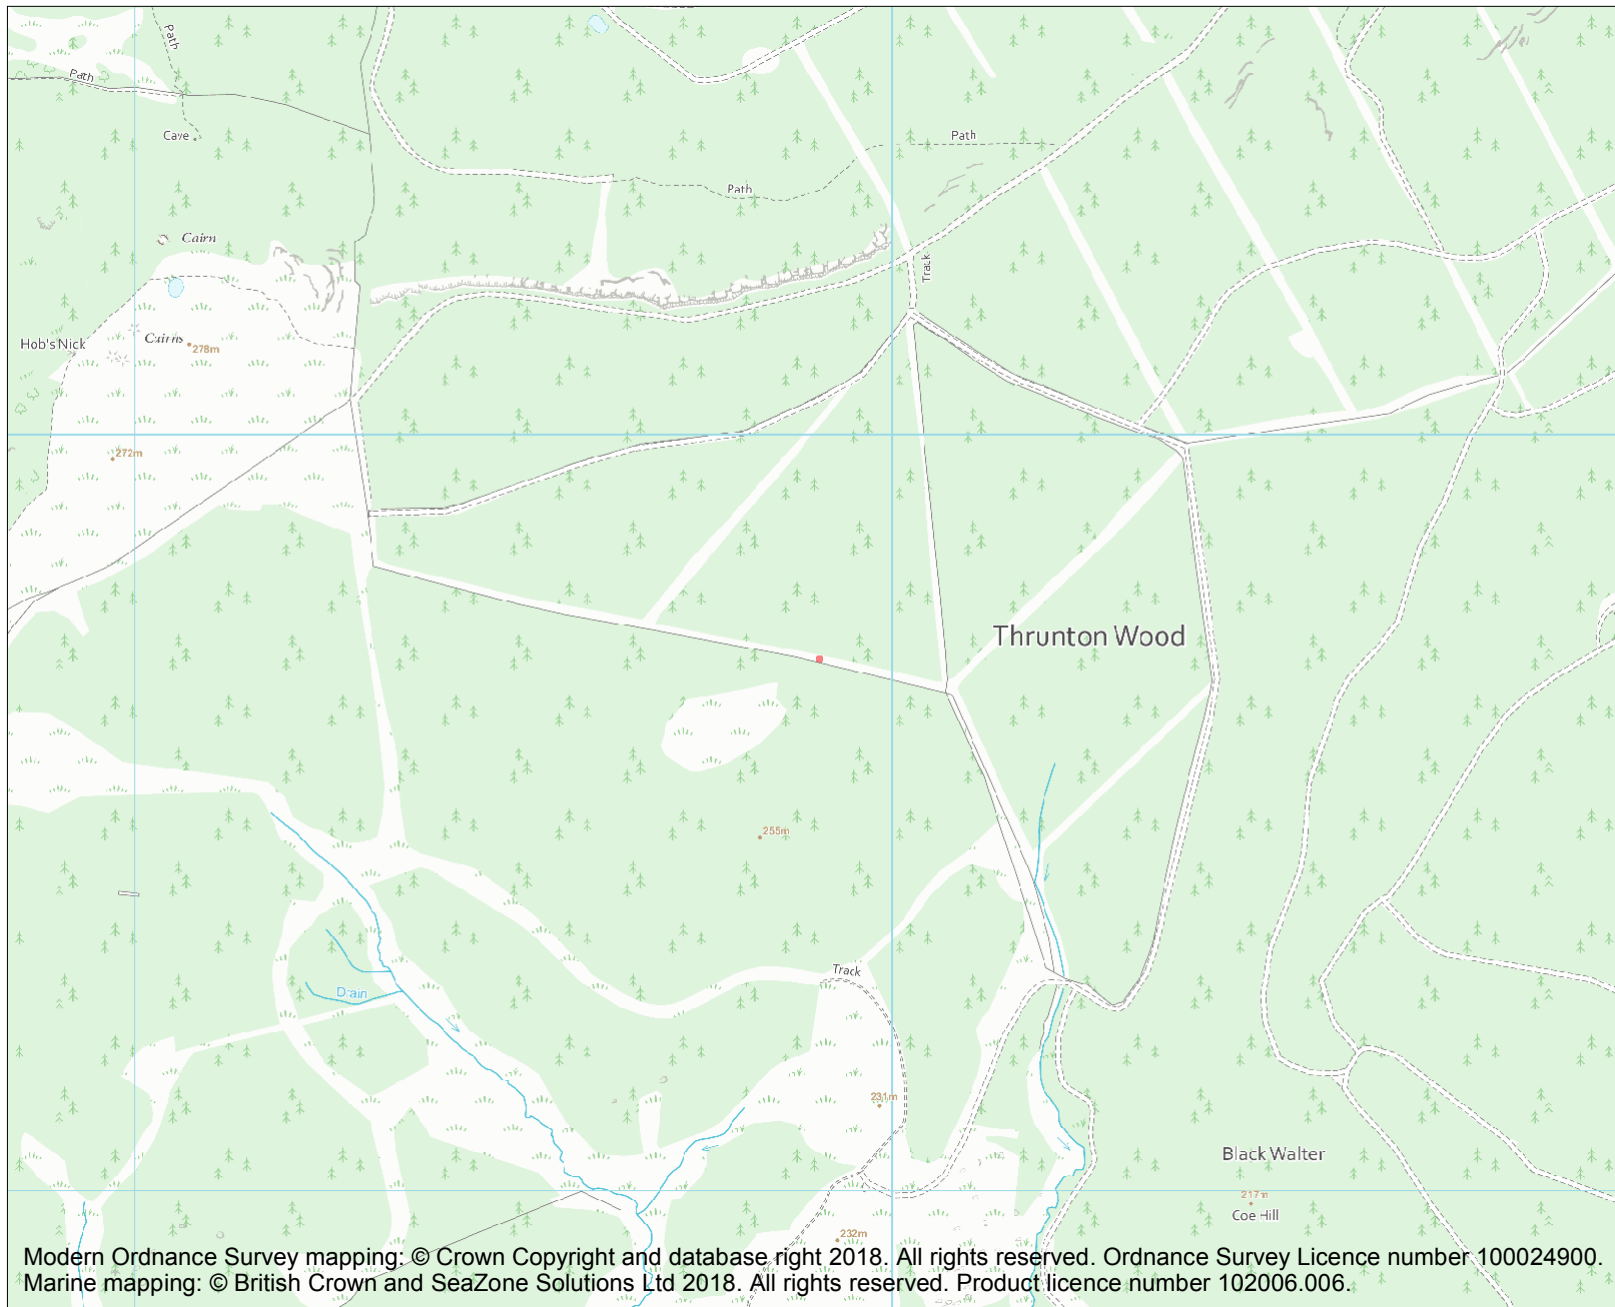 Path
Path
Cave
Path
Path
Cairn
Track
Hob's Nick
Cairns
278m
272m
Thrunton Wood
255m
Track
Drain
231m
Black Walter
217m
Coe Hill
232m
Modern Ordnance Survey mapping: © Crown Copyright and database right 2018. All rights reserved. Ordnance Survey Licence number 100024900.
Marine mapping: © British Crown and SeaZone Solutions Ltd 2018. All rights reserved. Product licence number 102006.006.